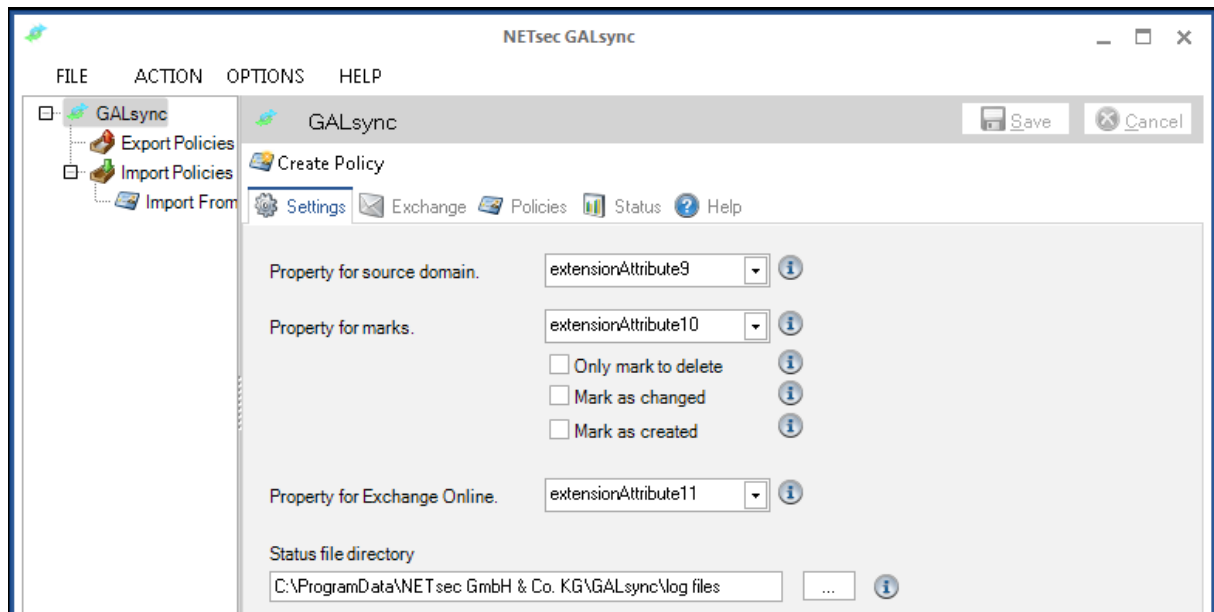 NETsec GALsync
FILE ACTION OPTIONS HELP
GALsync
Export Policies
Import Policies
Import From
GALsync
Save
Cancel
Create Policy
Settings Exchange Policies Status Help
Property for source domain. extensionAttribute9
Property for marks. extensionAttribute10
Only mark to delete
Mark as changed
Mark as created
Property for Exchange Online. extensionAttribute11
Status file directory
C:\ProgramData\NETsec GmbH & Co. KG\GALsync\log files ...